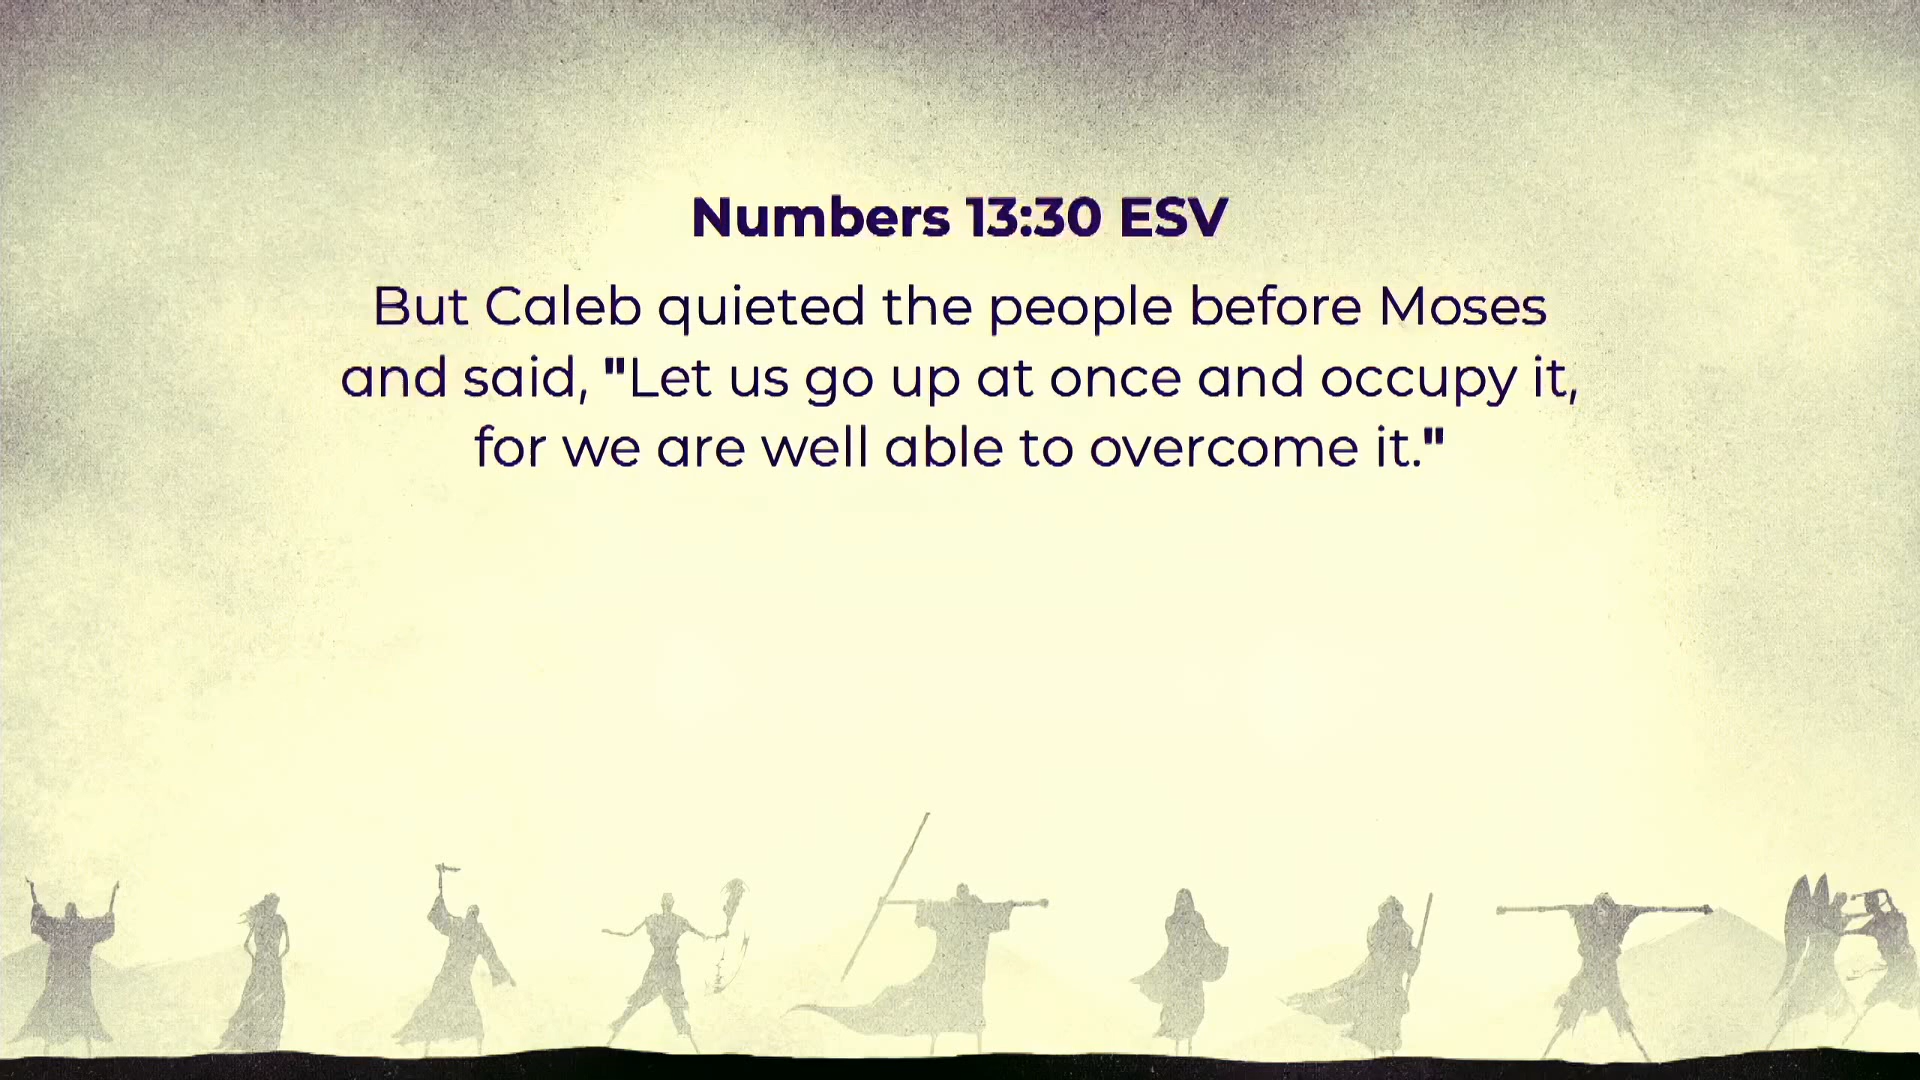 Numbers 13:30 ESV
But Caleb quieted the people before Moses
and said, "Let us go up at once and occupy it,
for we are well able to overcome it."